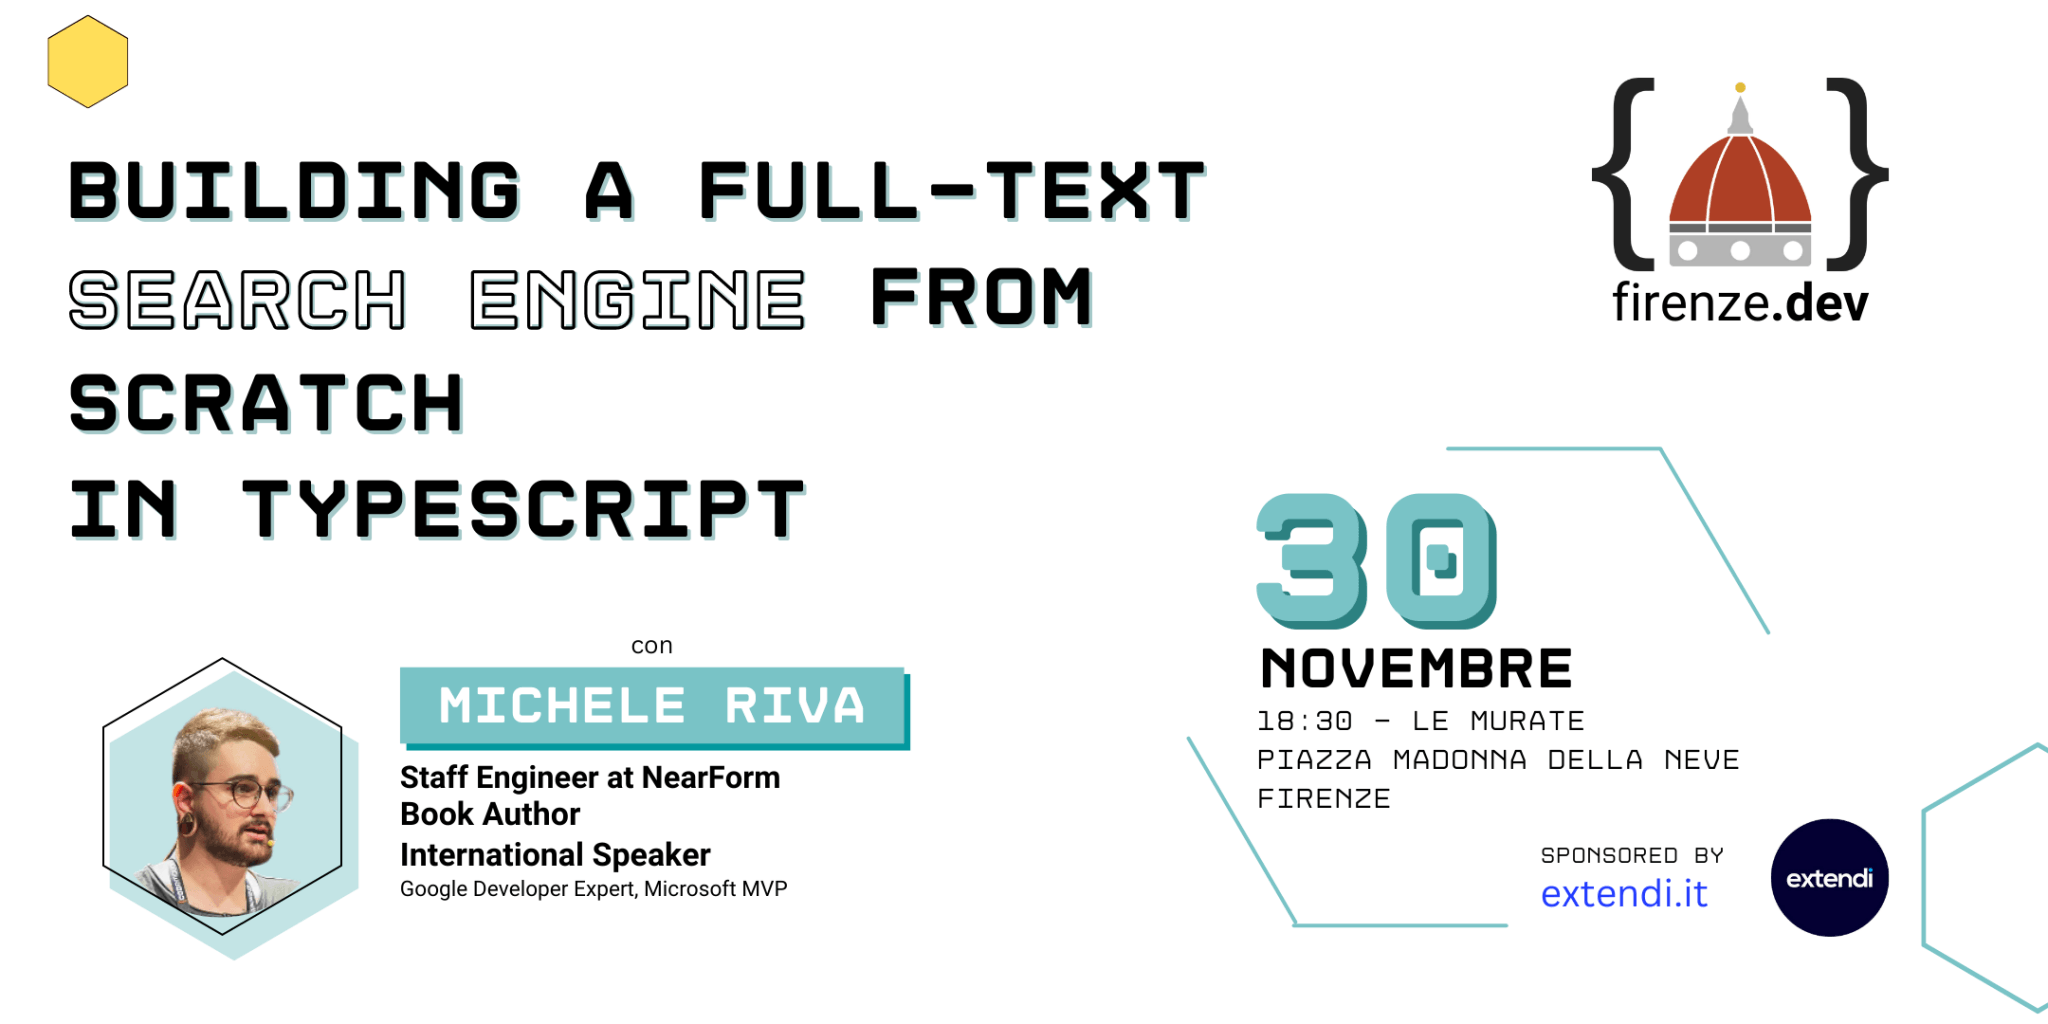 BUILDING A FULL-TEXT
SEARCH ENGINE FROM
SCRATCH
IN TYPESCRIPT
{ }
firenze.dev
con
MICHELE RIVA
Staff Engineer at NearForm
Book Author
International Speaker
Google Developer Expert, Microsoft MVP
30
NOVEMBRE
18:30 - LE MURATE
PIAZZA MADONNA DELLA NEVE
FIRENZE
SPONSORED BY
extendi.it
extendi